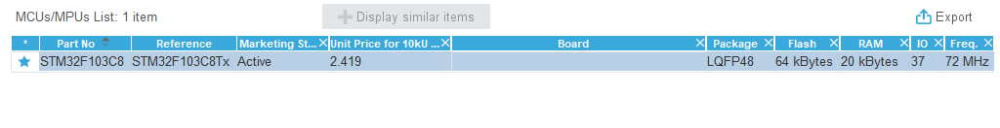 MCUs/MPUs List: 1 item
Display similar items
Export
* Part No Reference Marketing St... Unit Price for 10kU ... Board Package Flash RAM IO Freq.
STM32F103C8 STM32F103C8Tx Active 2.419 LQFP48 64 kBytes 20 kBytes 37 72 MHz